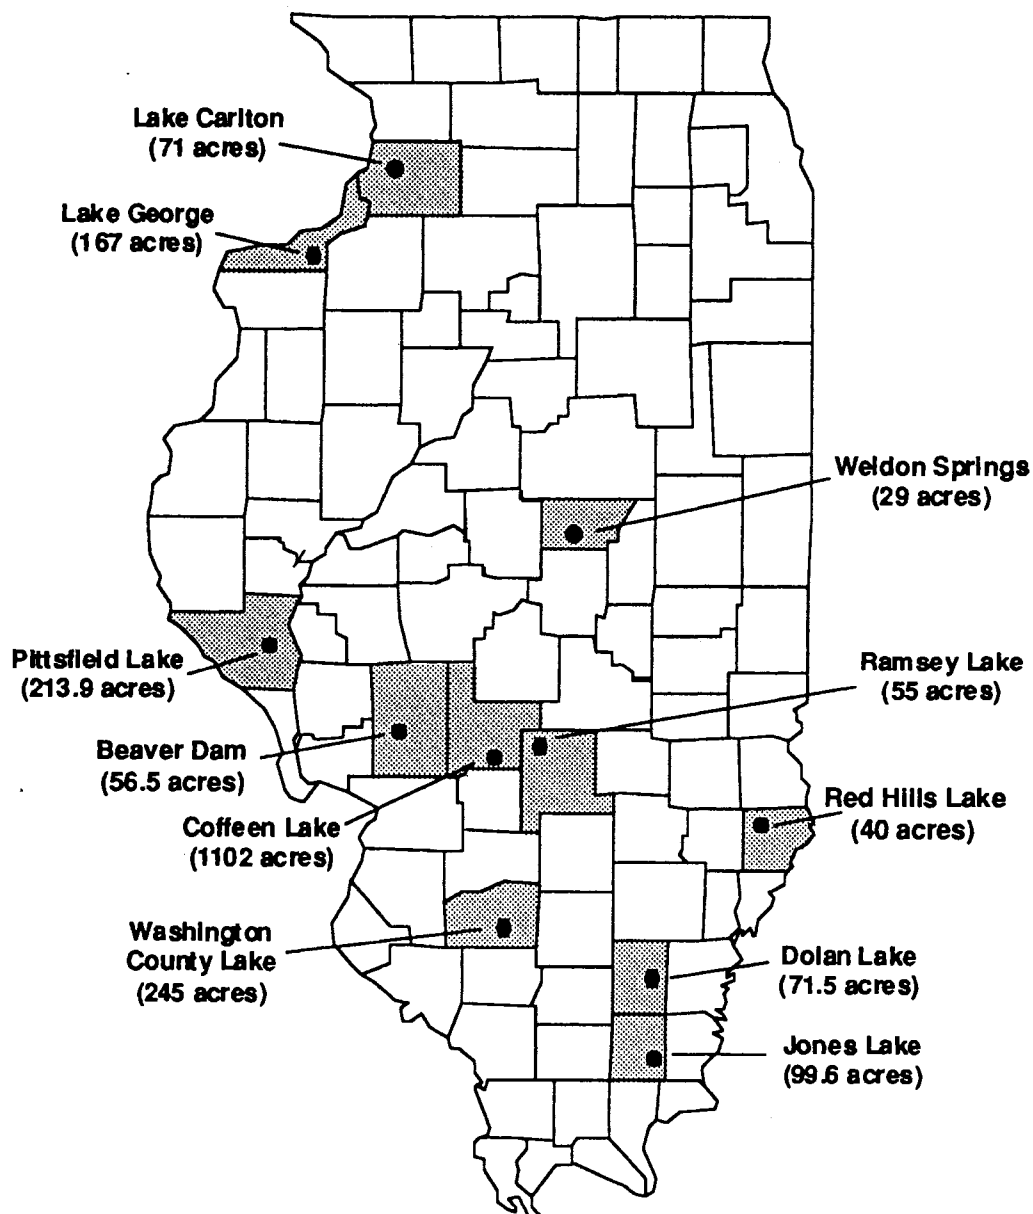 Lake Carlton
(71 acres)
Lake George
(167 acres)
Weldon Springs
(29 acres)
Pittsfield Lake
(213.9 acres)
Ramsey Lake
(55 acres)
Beaver Dam
(56.5 acres)
Red Hills Lake
(40 acres)
Coffeen Lake
(1102 acres)
Washington
County Lake
(245 acres)
Dolan Lake
(71.5 acres)
Jones Lake
(99.6 acres)